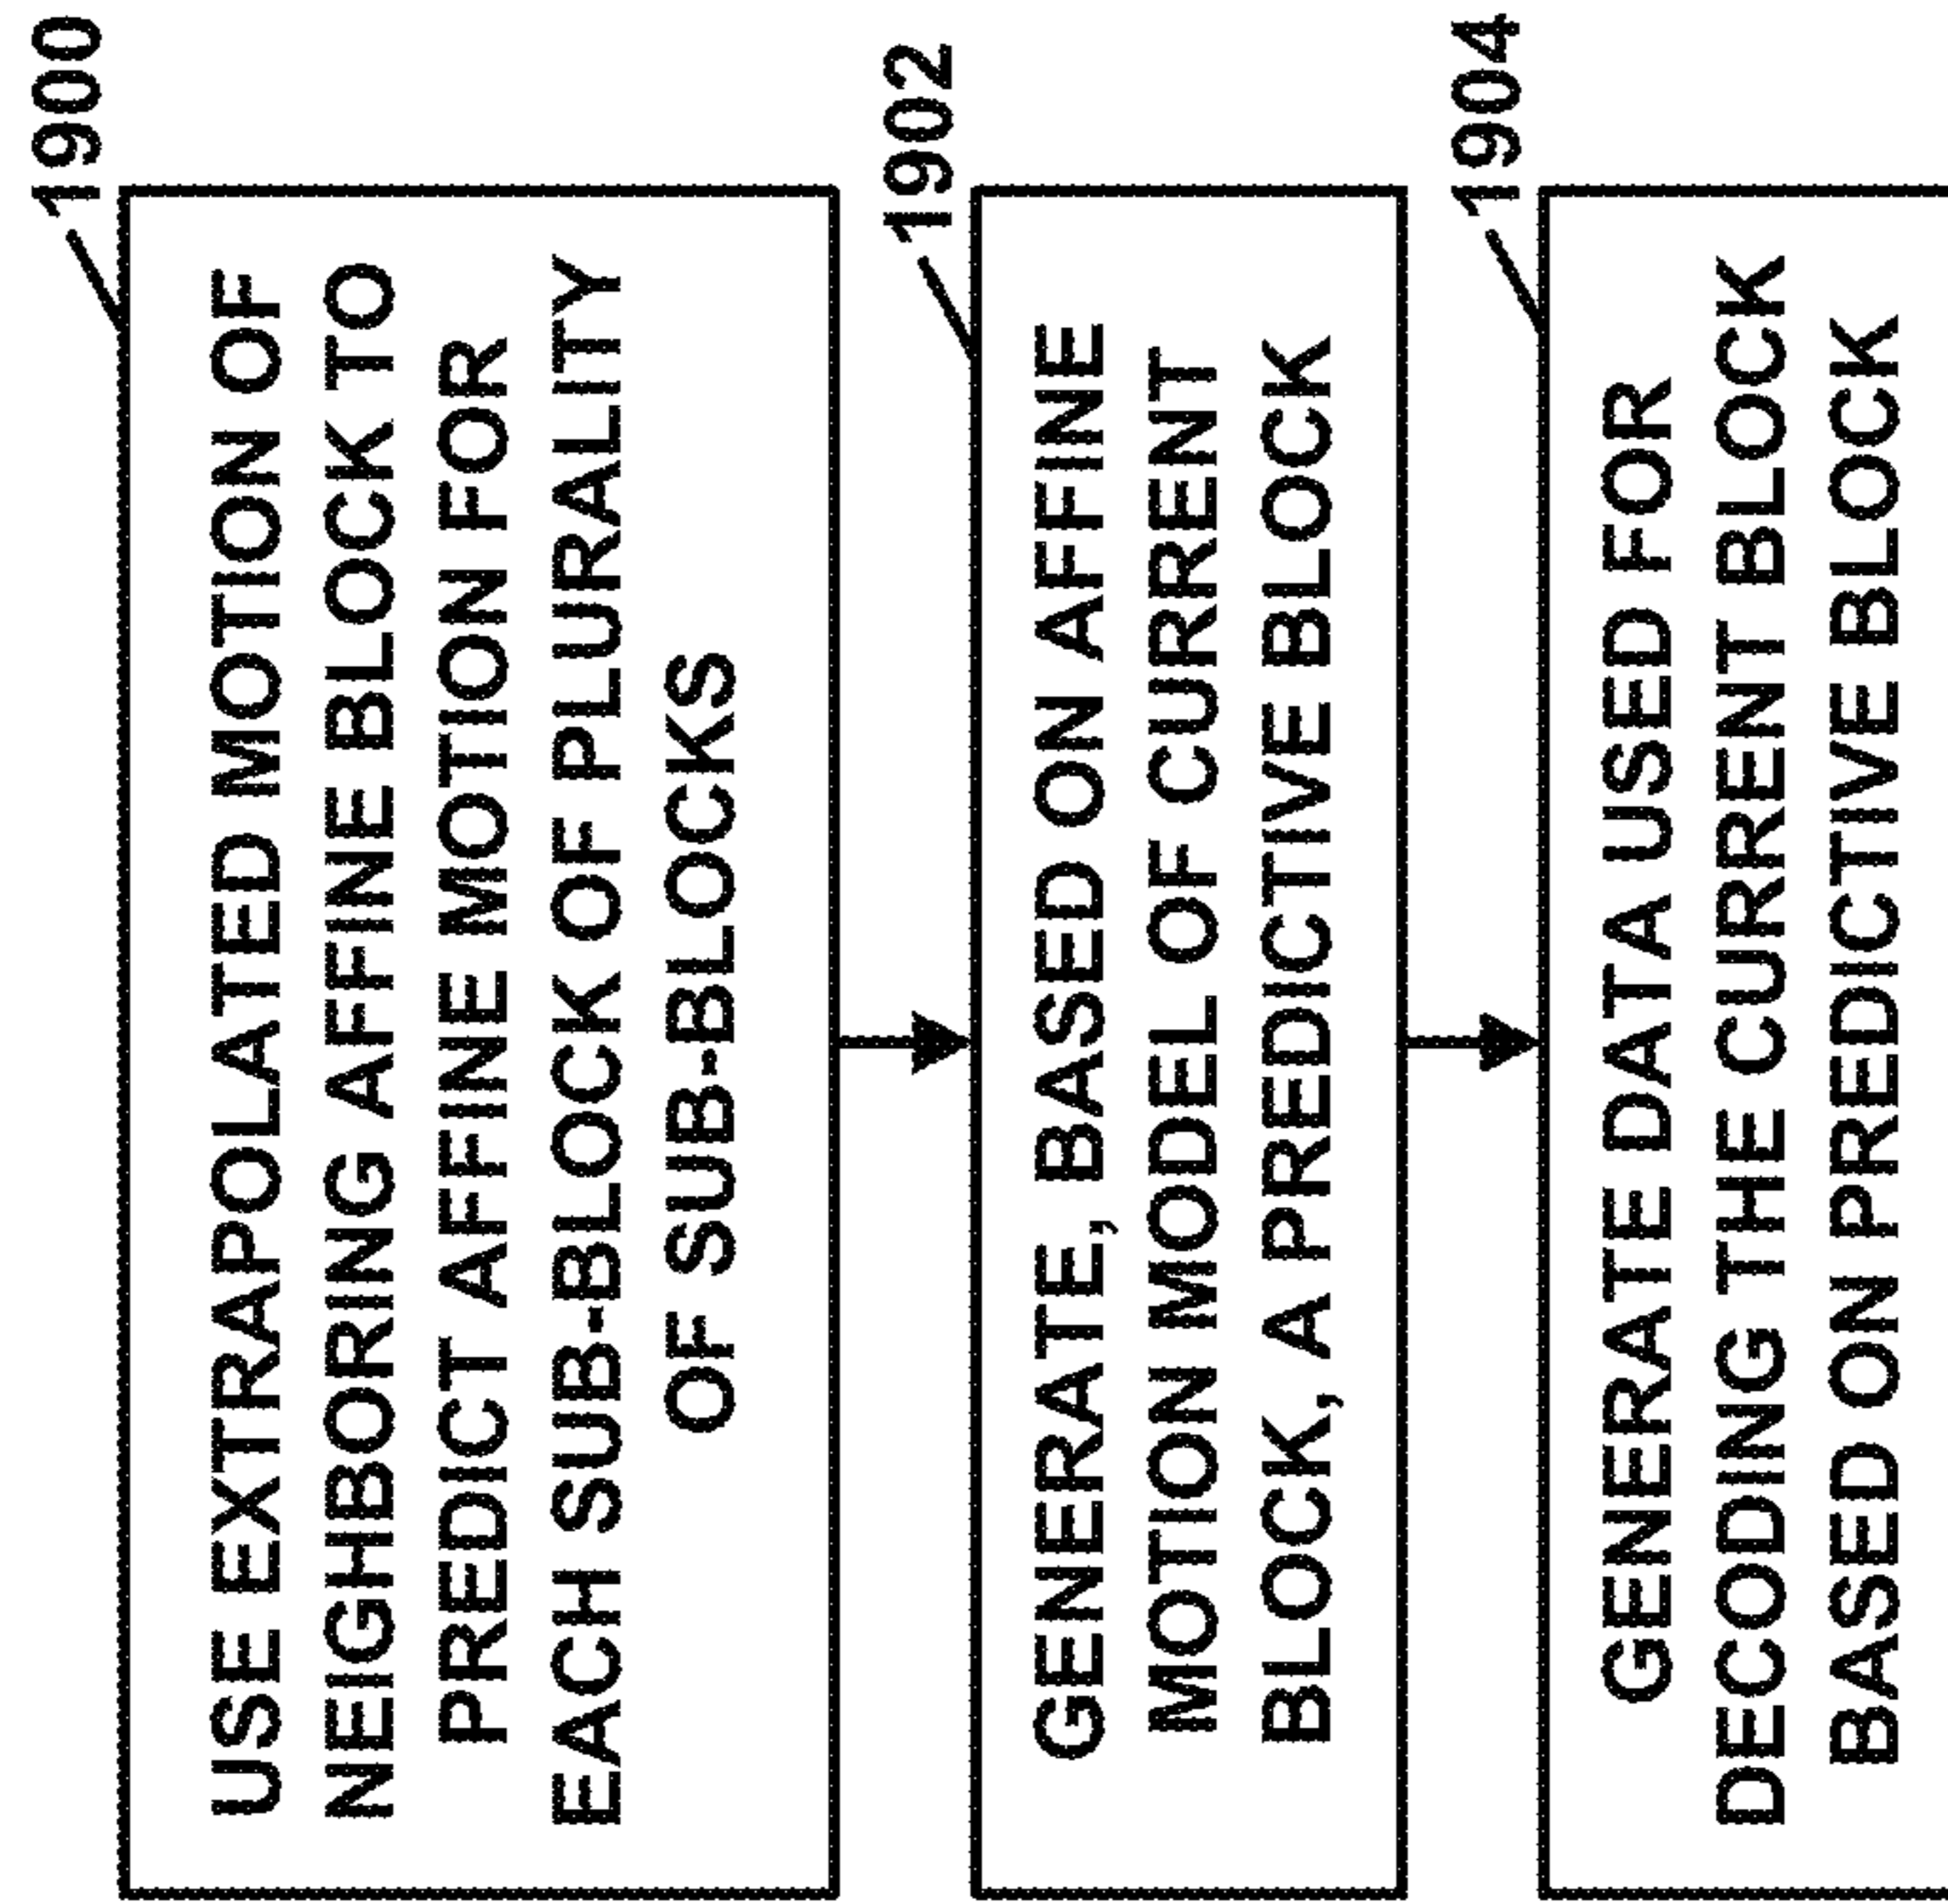 1900
USE EXTRAPOLATED MOTION OF
NEIGHBORING AFFINE BLOCK TO
PREDICT AFFINE MOTION FOR
EACH SUB-BLOCK OF PLURALITY
OF SUB-BLOCKS
1902
GENERATE, BASED ON AFFINE
MOTION MODEL OF CURRENT
BLOCK, A PREDICTIVE BLOCK
1904
GENERATE DATA USED FOR
DECODING THE CURRENT BLOCK
BASED ON PREDICTIVE BLOCK